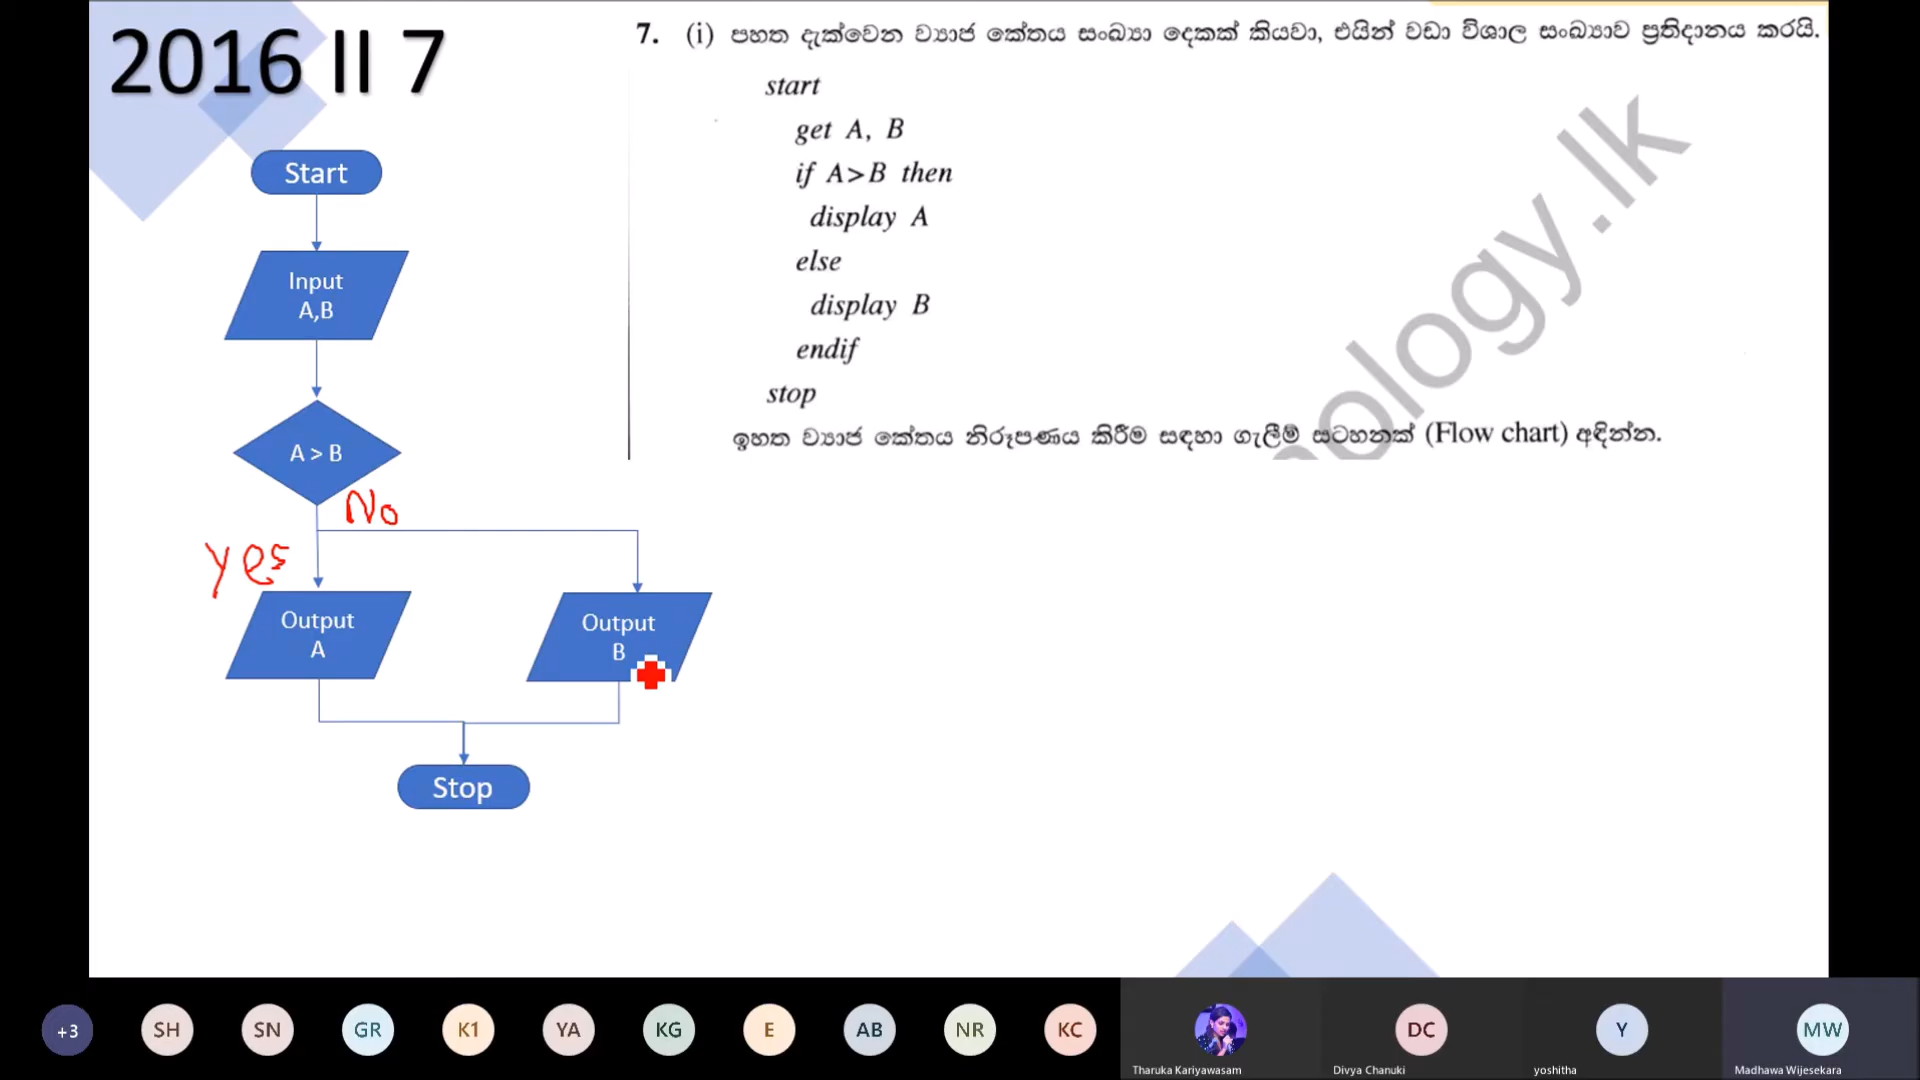 2016 II 7
7. (i) පහත දැක්වෙන ව්‍යාජ කේතය සංඛ්‍යා දෙකක් කියවා, එයින් වඩා විශාල සංඛ්‍යාව ප්‍රතිදානය කරයි.
start
get A, B
if A>B then
display A
else
display B
endif
stop
ඉහත ව්‍යාජ කේතය නිරූපණය කිරීම සඳහා ගැලීම් සටහනක් (Flow chart) අඳින්න.
Start
Input
A,B
A > B
No
Yes
Output
A
Output
B
Stop
+3
SH
SN
GR
K1
YA
KG
E
AB
NR
KC
Tharuka Kariyawasam
DC
Divya Chanuki
Y
yoshitha
MW
Madhawa Wijesekara